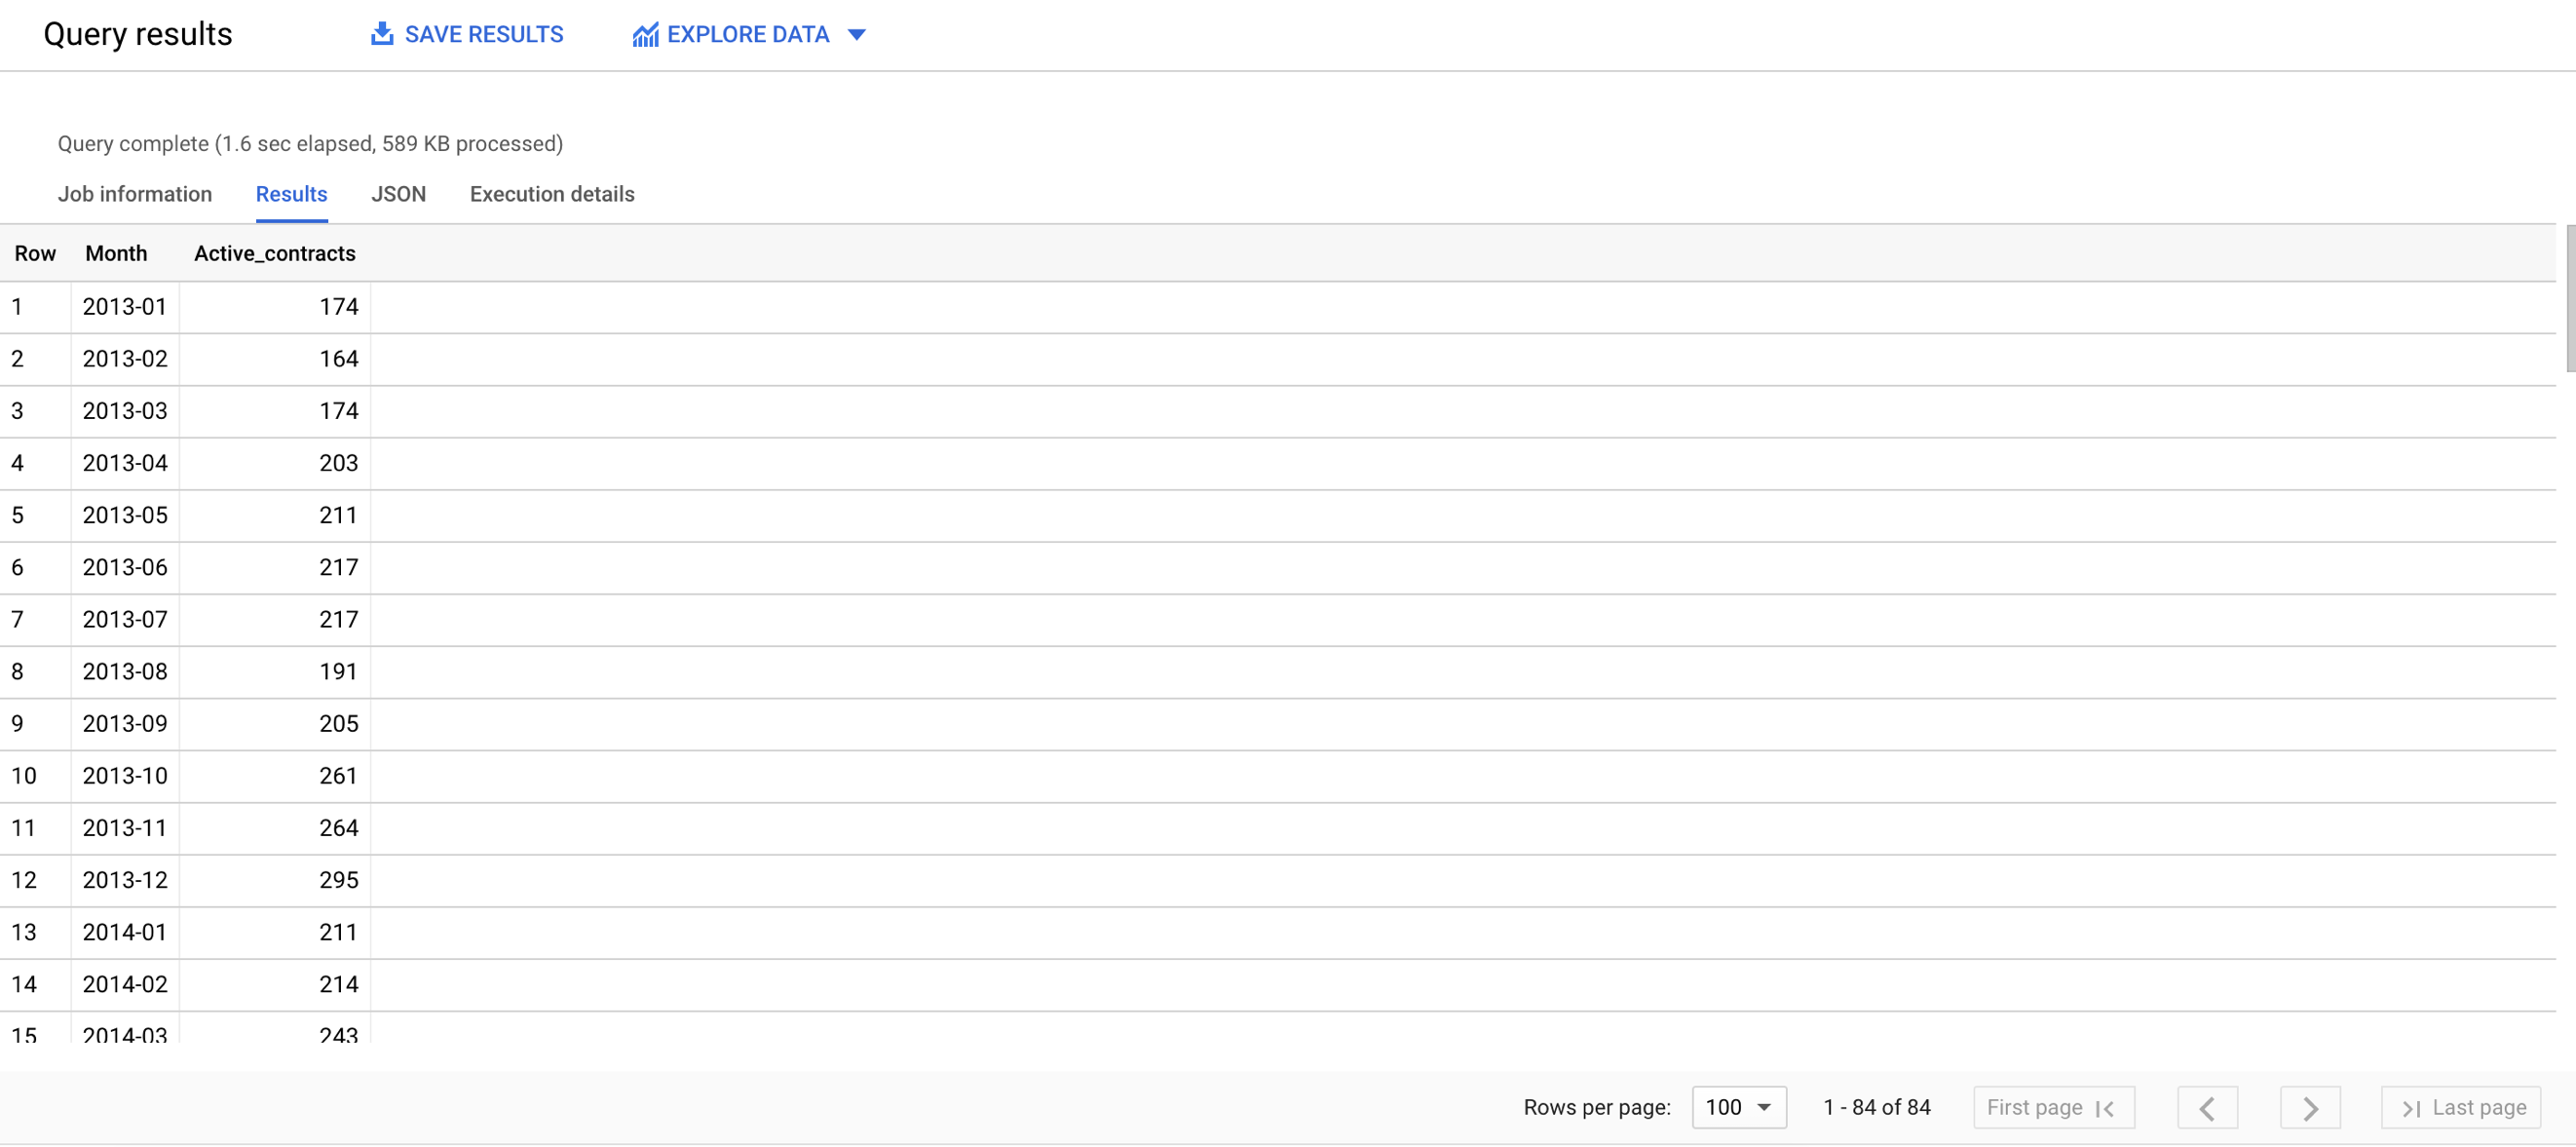 Query results SAVE RESULTS EXPLORE DATA
Query complete (1.6 sec elapsed, 589 KB processed)
Job information Results JSON Execution details
Row Month Active_contracts
1 2013-01 174
2 2013-02 164
3 2013-03 174
4 2013-04 203
5 2013-05 211
6 2013-06 217
7 2013-07 217
8 2013-08 191
9 2013-09 205
10 2013-10 261
11 2013-11 264
12 2013-12 295
13 2014-01 211
14 2014-02 214
15 2014-03 243
Rows per page: 100 1 - 84 of 84 First page Last page